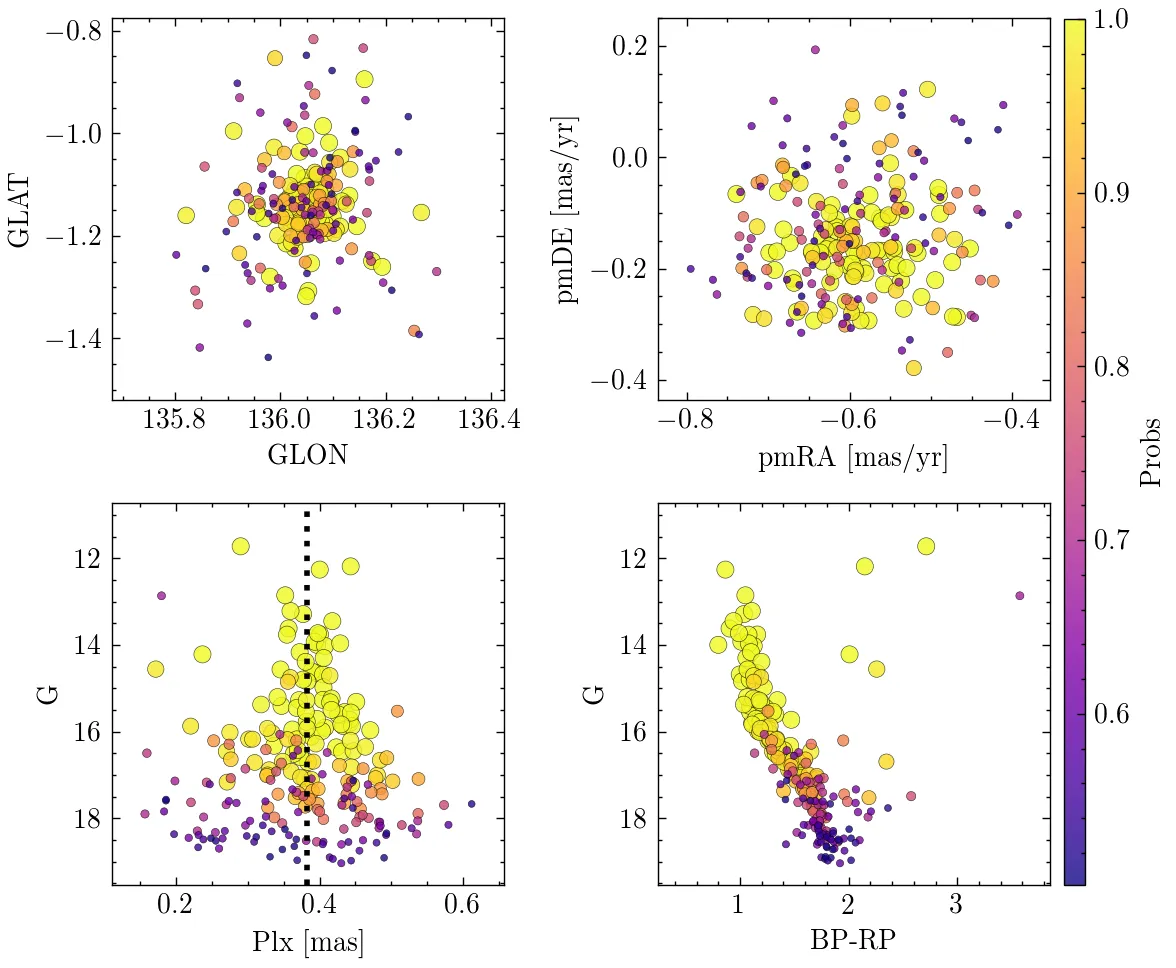 −0.8
−1.0
−1.2
−1.4
GLAT
135.8 136.0 136.2 136.4
GLON
0.2
0.0
−0.2
−0.4
pmDE [mas/yr]
−0.8 −0.6 −0.4
pmRA [mas/yr]
1.0
0.9
0.8
0.7
0.6
Probs
12
14
16
18
G
0.2 0.4 0.6
Plx [mas]
12
14
16
18
G
1 2 3
BP-RP